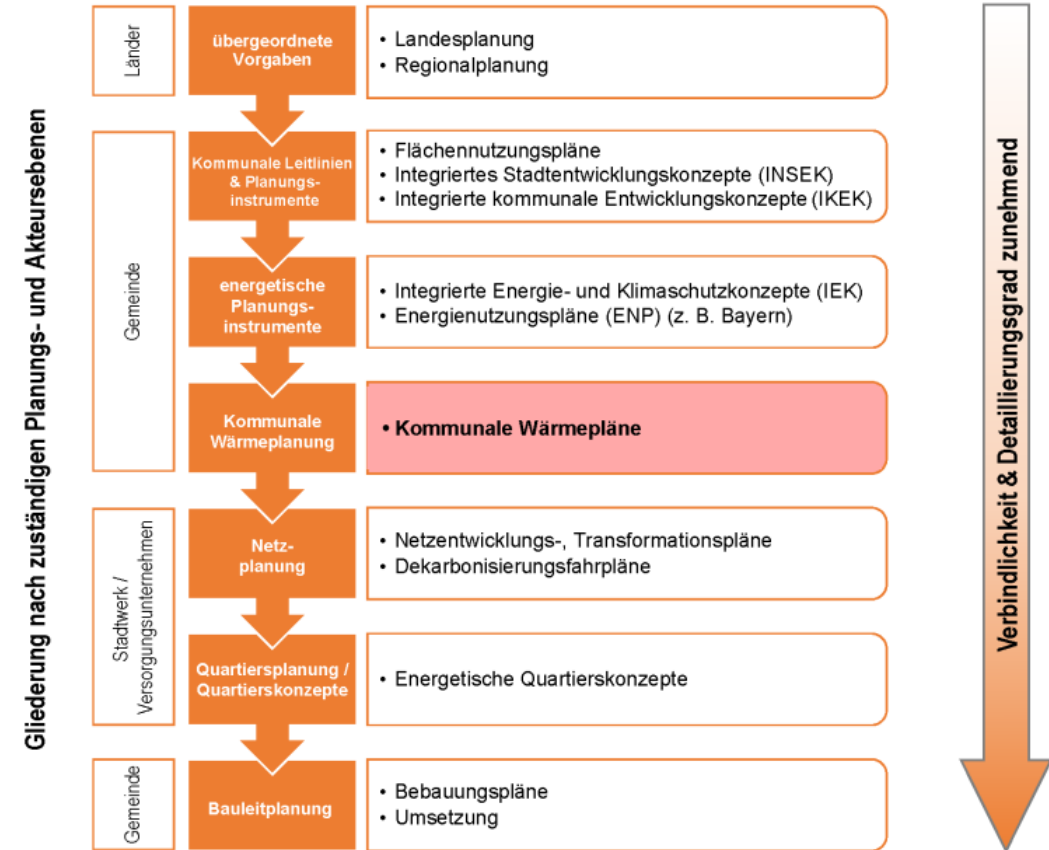 Gliederung nach zuständigen Planungs- und Akteursebenen
Länder
übergeordnete
Vorgaben
• Landesplanung
• Regionalplanung
Gemeinde
Kommunale Leitlinien
& Planungs-
instrumente
• Flächennutzungspläne
• Integriertes Stadtentwicklungskonzepte (INSEK)
• Integrierte kommunale Entwicklungskonzepte (IKEK)
energetische
Planungs-
instrumente
• Integrierte Energie- und Klimaschutzkonzepte (IEK)
• Energienutzungspläne (ENP) (z. B. Bayern)
Kommunale
Wärmeplanung
• Kommunale Wärmepläne
Stadtwerk /
Versorgungsunternehmen
Netz-
planung
• Netzentwicklungs-, Transformationspläne
• Dekarbonisierungsfahrpläne
Quartiersplanung /
Quartierskonzepte
• Energetische Quartierskonzepte
Gemeinde
Bauleitplanung
• Bebauungspläne
• Umsetzung
Verbindlichkeit & Detaillierungsgrad zunehmend